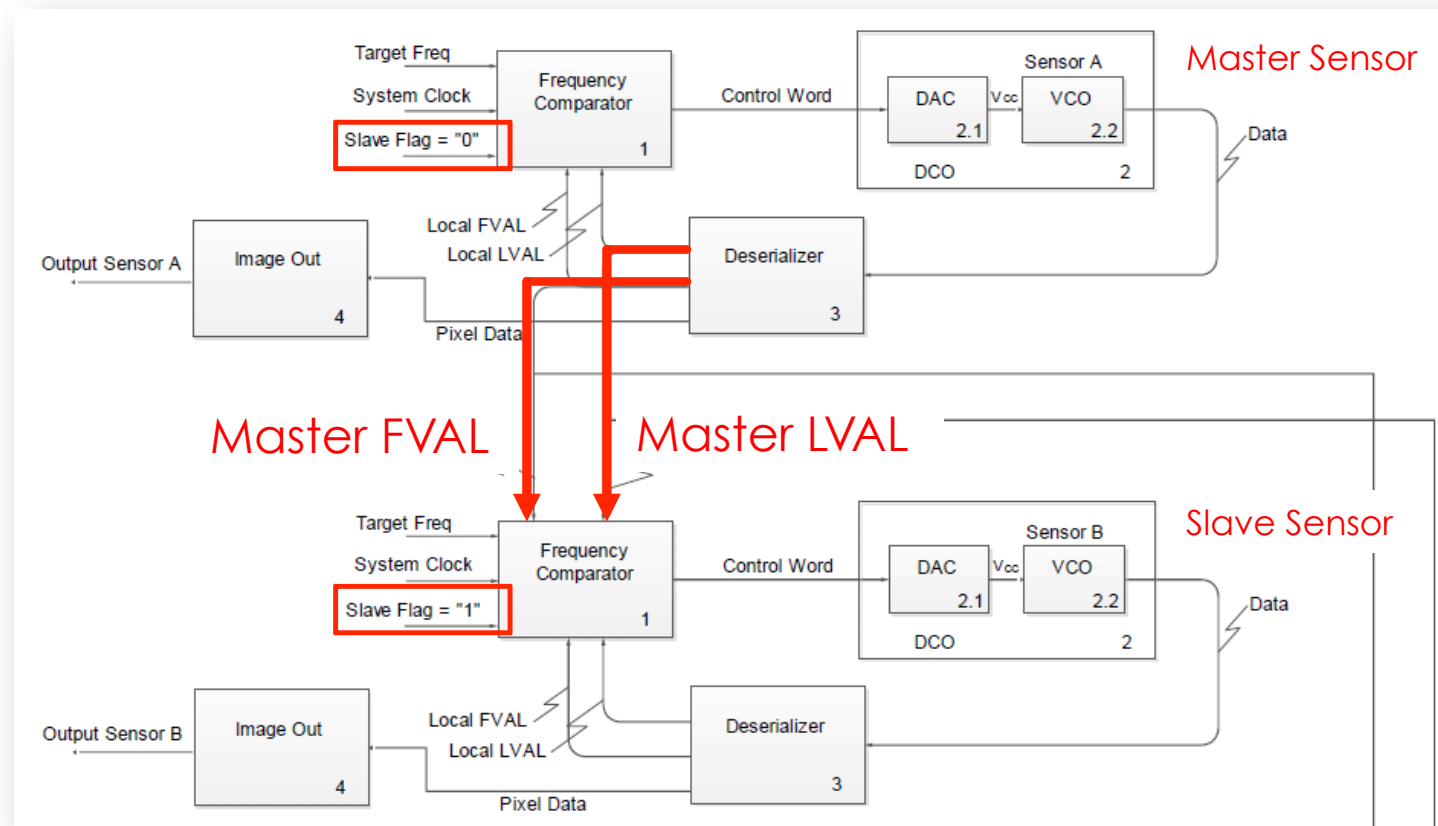 Master Sensor
Target Freq
System Clock
Slave Flag = "0"
Frequency
Comparator
1
Control Word
Sensor A
DAC
2.1
Vcc
VCO
2.2
DCO
2
Data
Local FVAL
Local LVAL
Output Sensor A
Image Out
4
Deserializer
3
Pixel Data
Master FVAL
Master LVAL
Slave Sensor
Target Freq
System Clock
Slave Flag = "1"
Frequency
Comparator
1
Control Word
Sensor B
DAC
2.1
Vcc
VCO
2.2
DCO
2
Data
Local FVAL
Local LVAL
Output Sensor B
Image Out
4
Deserializer
3
Pixel Data